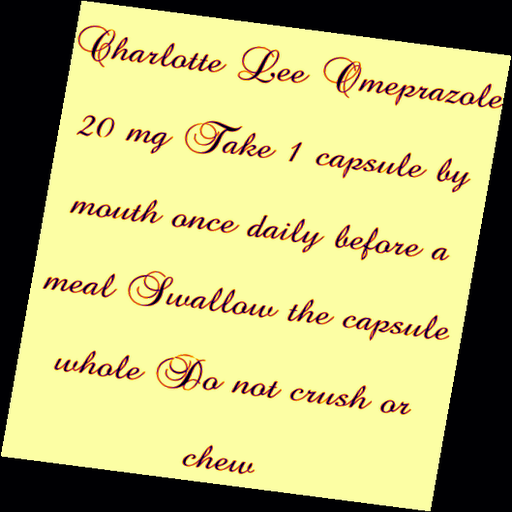 Charlotte Lee Omeprazole
20 mg Take 1 capsule by
mouth once daily before a
meal Swallow the capsule
whole Do not crush or
chew